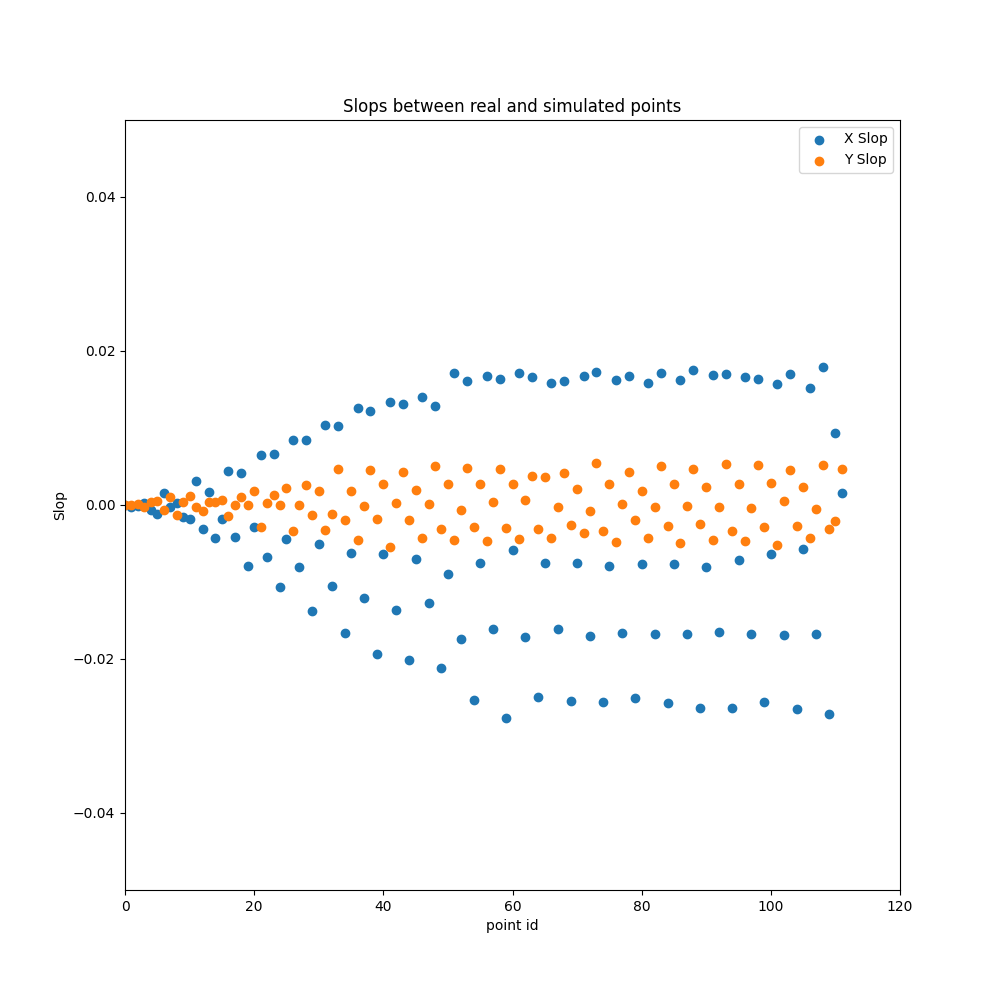 Slops between real and simulated points
X Slop
Y Slop
0.04
0.02
0.00
−0.02
−0.04
Slop
0 20 40 60 80 100 120
point id